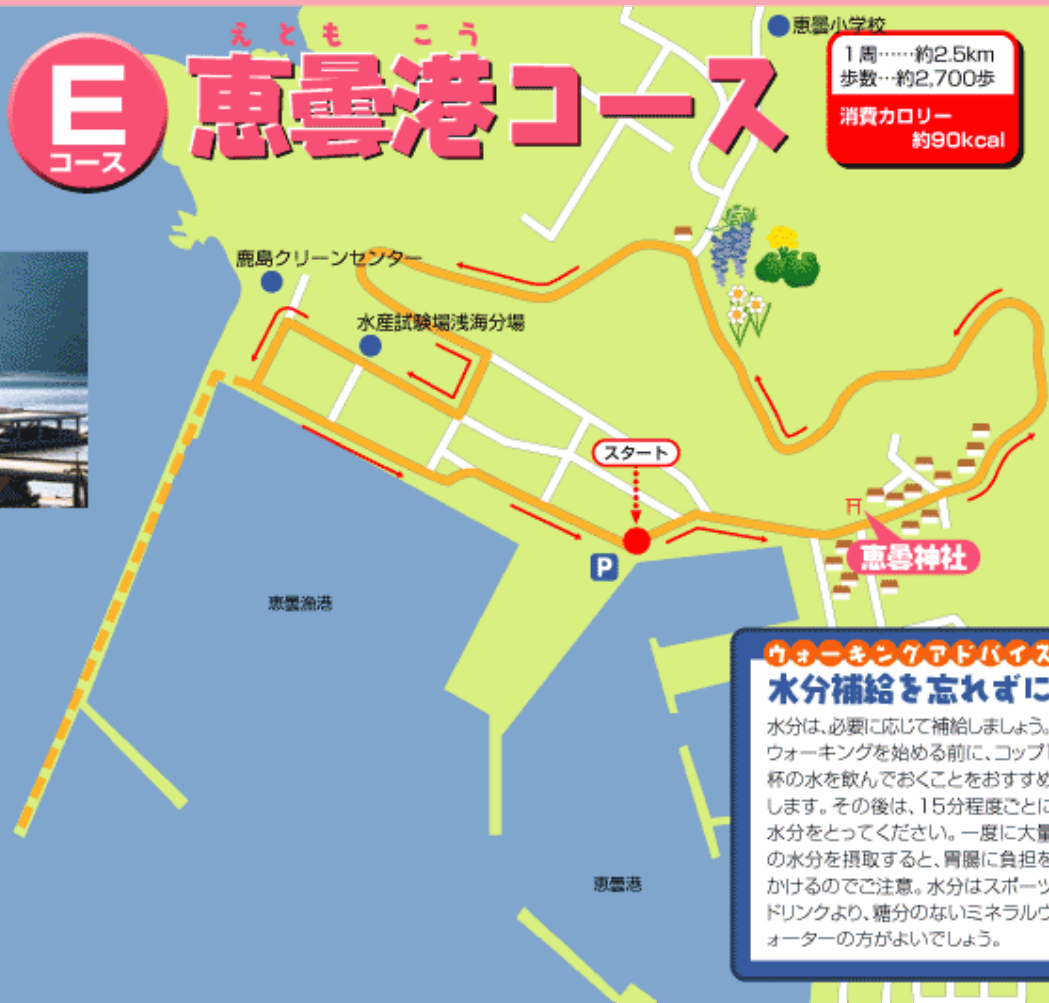 えともこう
E
コース
恵曇港コース
恵曇小学校
1周……約2.5km
歩数…約2,700歩
消費カロリー
約90kcal
鹿島クリーンセンター
水産試験場浅海分場
スタート
P
恵曇神社
恵曇漁港
恵曇港
ウォーキングアドバイス
水分補給を忘れずに
水分は、必要に応じて補給しましょう。
ウォーキングを始める前に、コップ1
杯の水を飲んでおくことをおすすめ
します。その後は、15分程度ごとに
水分をとってください。一度に大量
の水分を摂取すると、胃腸に負担を
かけるのでご注意。水分はスポーツ
ドリンクより、糖分のないミネラルウ
ォーターの方がよいでしょう。